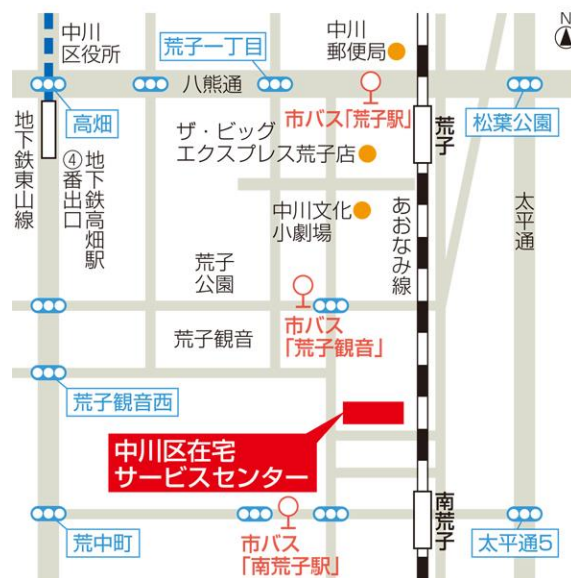 N
中川
区役所
荒子一丁目
中川
郵便局
八熊通
高畑
市バス「荒子駅」
荒子
松葉公園
地下鉄東山線
地下鉄高畑駅
④番出口
ザ・ビッグ
エクスプレス荒子店
中川文化
小劇場
あおなみ線
太平通
荒子
公園
荒子観音
市バス
「荒子観音」
荒子観音西
中川区在宅
サービスセンター
南荒子
荒中町
市バス
「南荒子駅」
太平通5